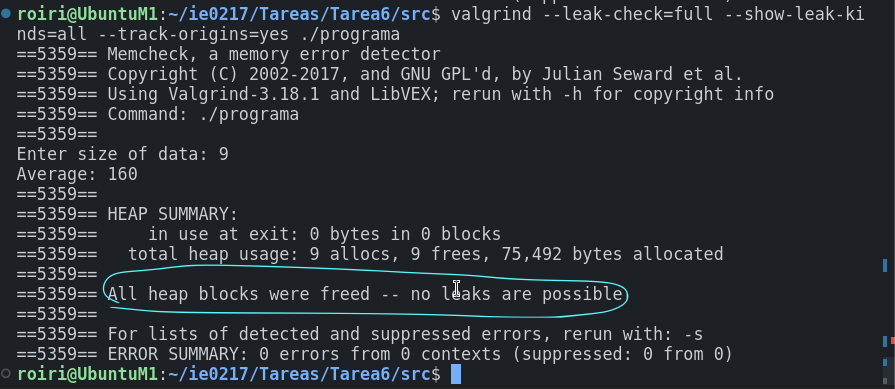 roiri@UbuntuM1:~/ie0217/Tareas/Tarea6/src$ valgrind --leak-check=full --show-leak-ki
nds=all --track-origins=yes ./programa
==5359== Memcheck, a memory error detector
==5359== Copyright (C) 2002-2017, and GNU GPL'd, by Julian Seward et al.
==5359== Using Valgrind-3.18.1 and LibVEX; rerun with -h for copyright info
==5359== Command: ./programa
==5359==
Enter size of data: 9
Average: 160
==5359==
==5359== HEAP SUMMARY:
==5359==     in use at exit: 0 bytes in 0 blocks
==5359==   total heap usage: 9 allocs, 9 frees, 75,492 bytes allocated
==5359==
==5359== All heap blocks were freed -- no leaks are possible
==5359==
==5359== For lists of detected and suppressed errors, rerun with: -s
==5359== ERROR SUMMARY: 0 errors from 0 contexts (suppressed: 0 from 0)
roiri@UbuntuM1:~/ie0217/Tareas/Tarea6/src$